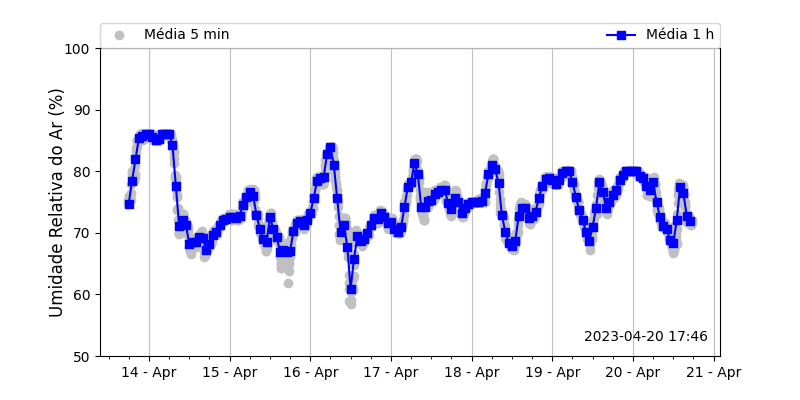 Média 5 min
Média 1 h
Umidade Relativa do Ar (%)
100
90
80
70
60
50
2023-04-20 17:46
14 - Apr
15 - Apr
16 - Apr
17 - Apr
18 - Apr
19 - Apr
20 - Apr
21 - Apr